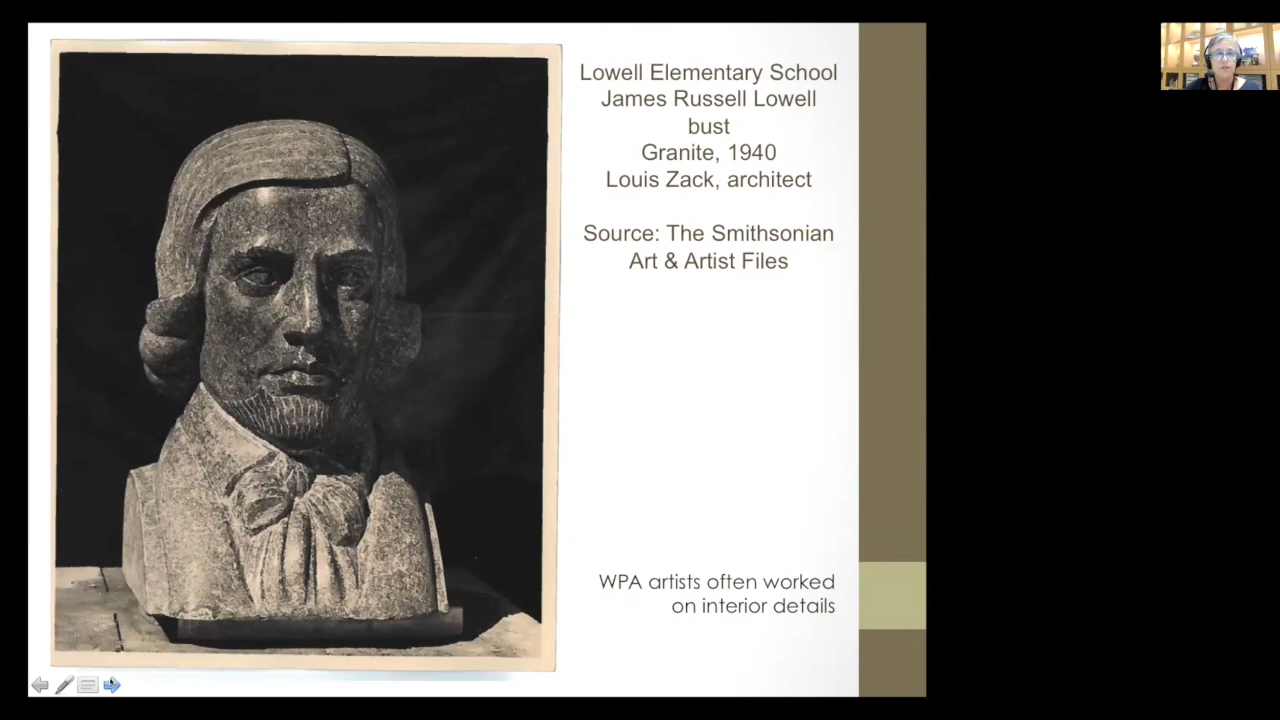 Lowell Elementary School
James Russell Lowell
bust
Granite, 1940
Louis Zack, architect
Source: The Smithsonian
Art & Artist Files
WPA artists often worked
on interior details